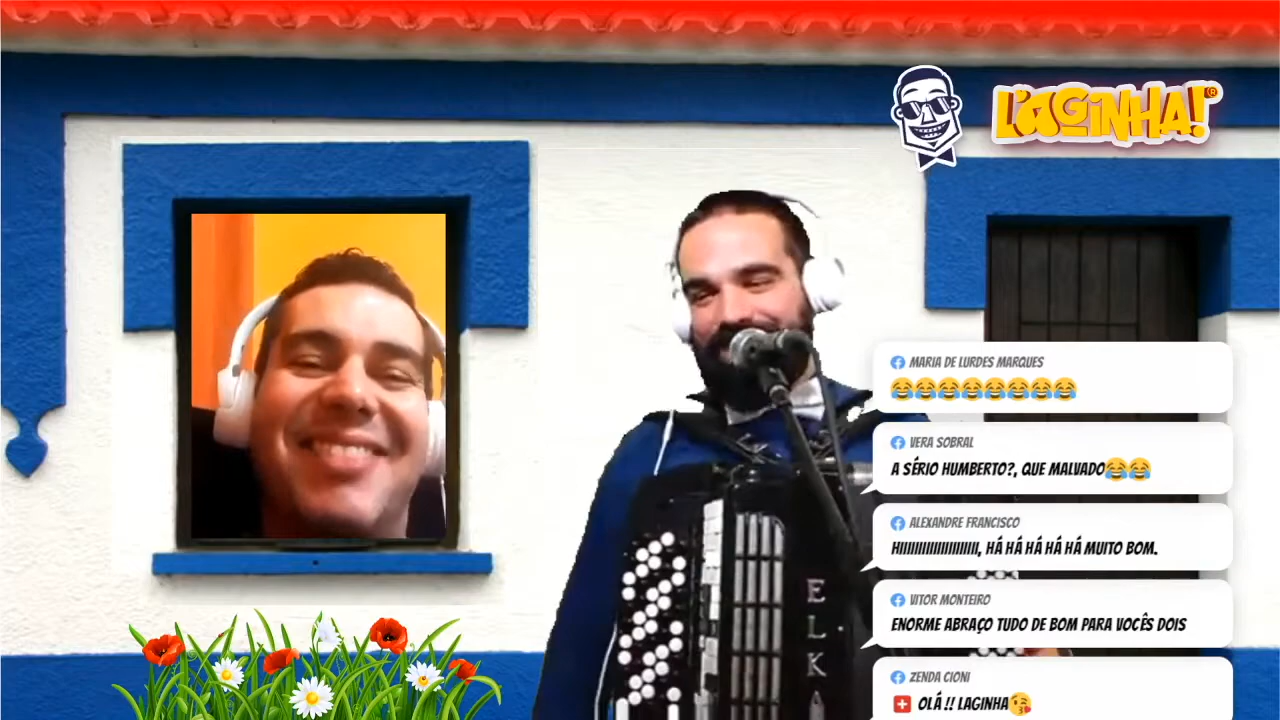 L'AGINHA!®
MARIA DE LURDES MARQUES
😂😂😂😂😂😂😂😂
VERA SOBRAL
A SÉRIO HUMBERTO?, QUE MALVADO😂😂
ALEXANDRE FRANCISCO
HIIIIIIIIIIIIIIIIIIIIII, HÁ HÁ HÁ HÁ HÁ MUITO BOM.
VITOR MONTEIRO
ENORME ABRAÇO TUDO DE BOM PARA VOCÊS DOIS
ZENDA CIONI
OLÁ !! LAGINHA😘
ELKA